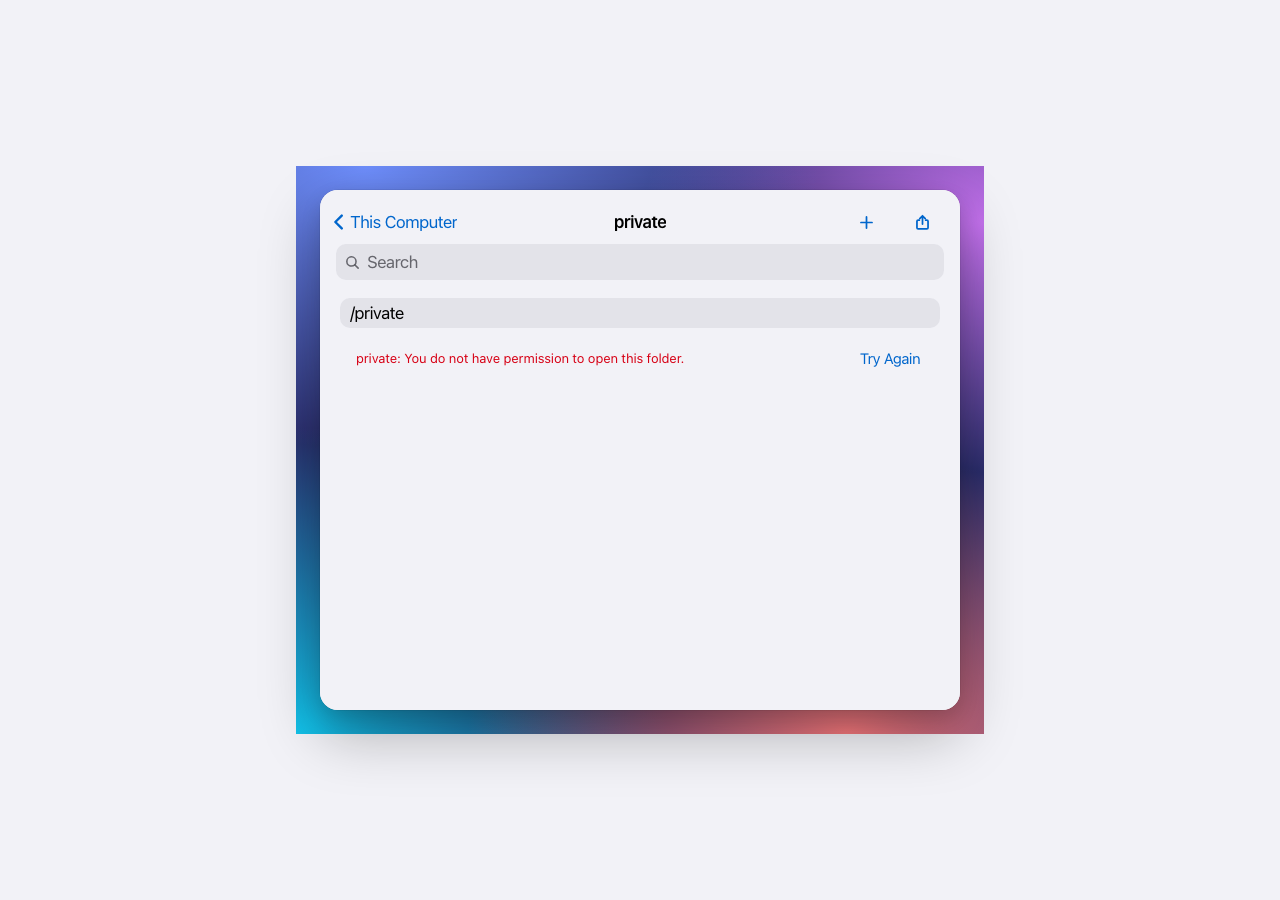 This Computer
private
Search
/private
private: You do not have permission to open this folder.
Try Again